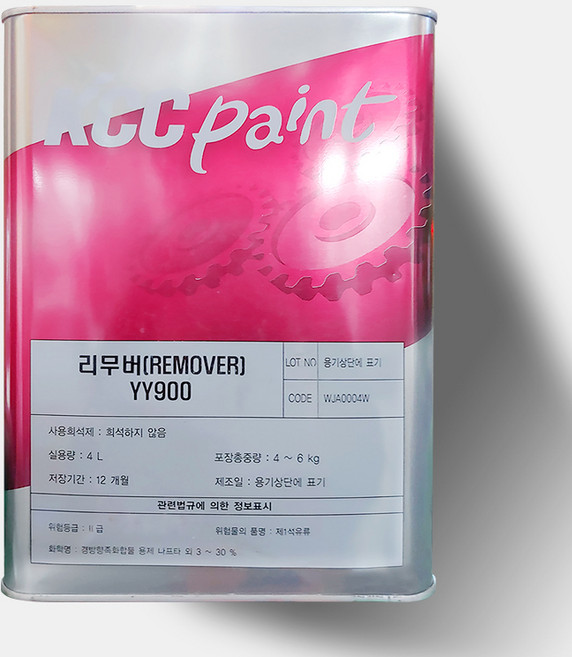 KCC paint
리무버(REMOVER)
YY900
LOT NO 용기상단에 표기
CODE WJA0004W
사용희석제 : 희석하지 않음
실용량 : 4 L 포장총중량 : 4 ~ 6 kg
저장기간 : 12 개월 제조일 : 용기상단에 표기
관련법규에 의한 정보표시
위험등급 : II 급 위험물의 품명 : 제1석유류
화학명 : 경방향족화합물 용제 나프타 외 3 ~ 30 %